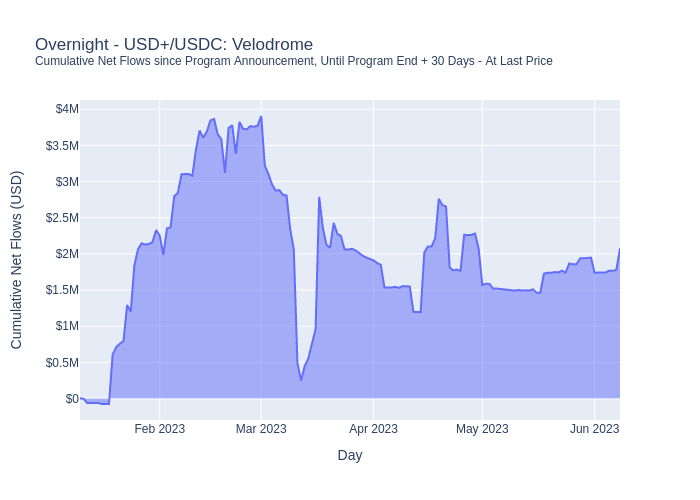 Overnight - USD+/USDC: Velodrome
Cumulative Net Flows since Program Announcement, Until Program End + 30 Days - At Last Price
Cumulative Net Flows (USD)
$4M
$3.5M
$3M
$2.5M
$2M
$1.5M
$1M
$0.5M
$0
Feb 2023
Mar 2023
Apr 2023
May 2023
Jun 2023
Day